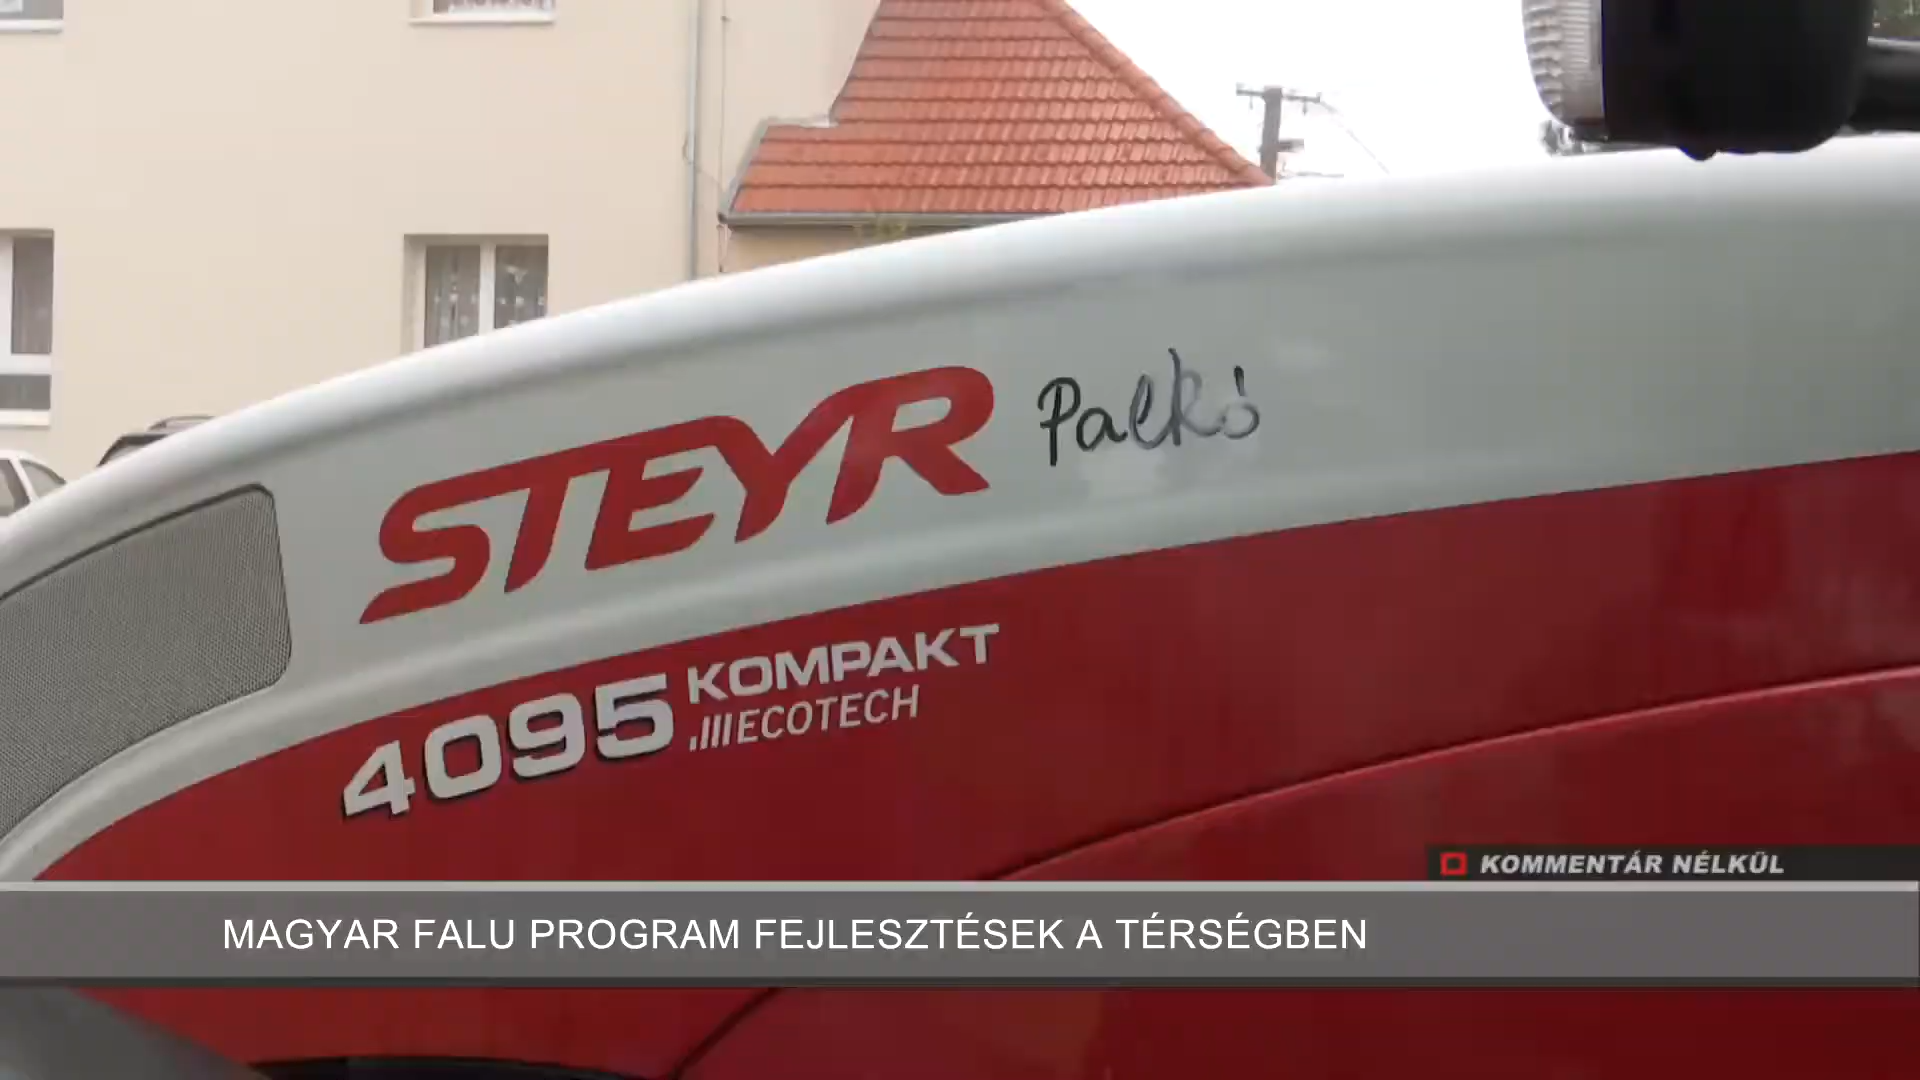 STEYR Palkó
4095 KOMPAKT
ECOTECH
KOMMENTÁR NÉLKÜL
MAGYAR FALU PROGRAM FEJLESZTÉSEK A TÉRSÉGBEN